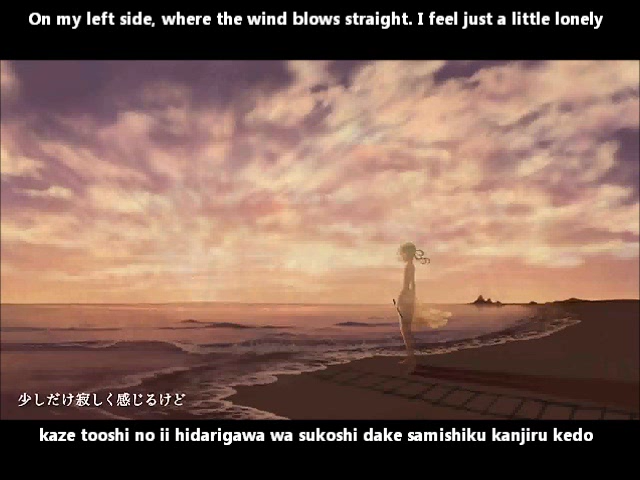 On my left side, where the wind blows straight. I feel just a little lonely
少しだけ寂しく感じるけど
kaze tooshi no ii hidarigawa wa sukoshi dake samishiku kanjiru kedo